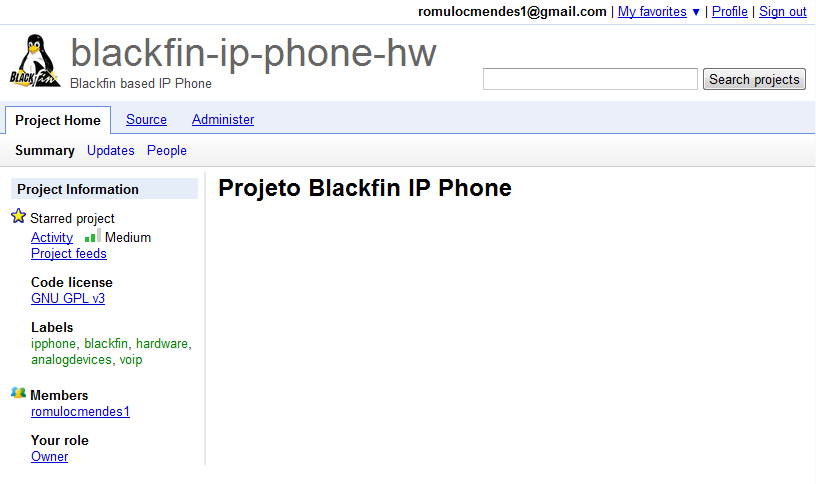 romulocmendes1@gmail.com | My favorites ▼ | Profile | Sign out
BLACKfin
blackfin-ip-phone-hw
Blackfin based IP Phone
Search projects
Project Home Source Administer
Summary Updates People
Project Information
Projeto Blackfin IP Phone
Starred project
Activity Medium
Project feeds
Code license
GNU GPL v3
Labels
ipphone, blackfin, hardware,
analogdevices, voip
Members
romulocmendes1
Your role
Owner